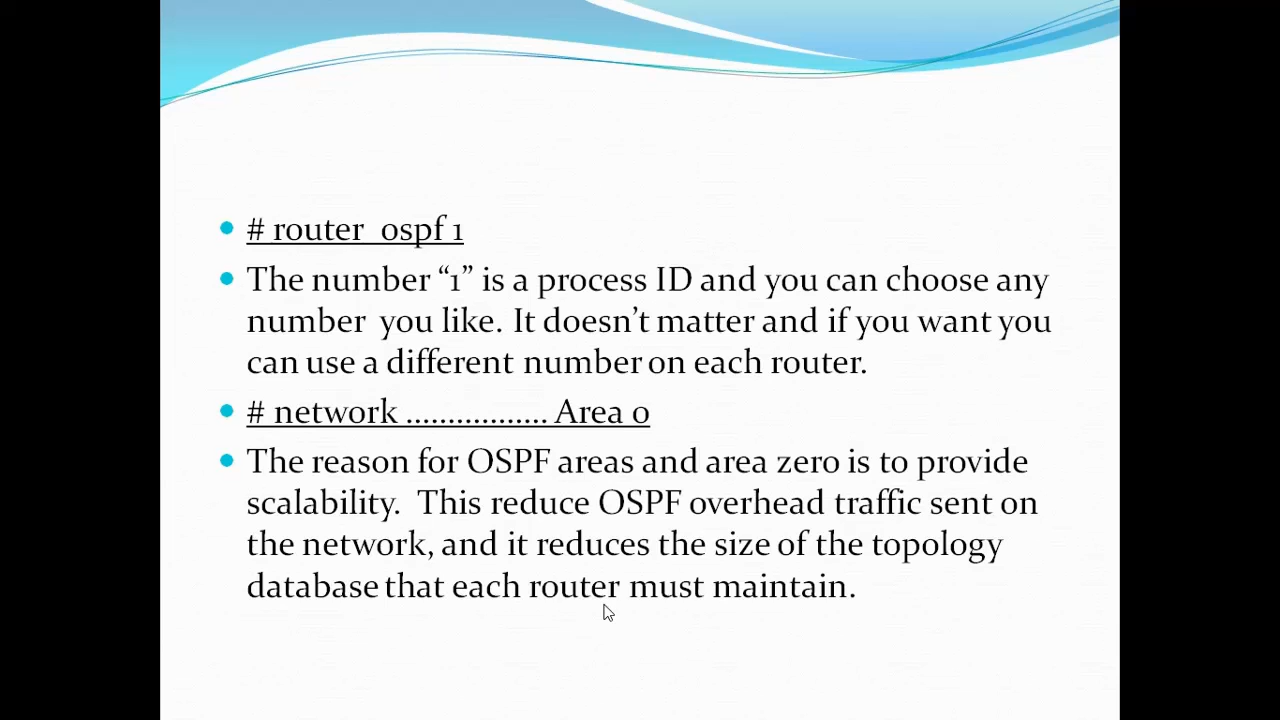 # router  ospf 1
The number “1” is a process ID and you can choose any
number  you like. It doesn’t matter and if you want you
can use a different number on each router.
# network ................. Area 0
The reason for OSPF areas and area zero is to provide
scalability.  This reduce OSPF overhead traffic sent on
the network, and it reduces the size of the topology
database that each router must maintain.